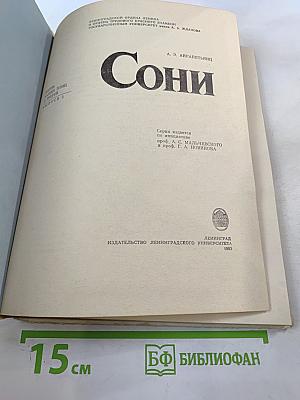 ЛЕНИНГРАДСКИЙ ОРДЕНА ЛЕНИНА
И ОРДЕНА ТРУДОВОГО КРАСНОГО ЗНАМЕНИ
ГОСУДАРСТВЕННЫЙ УНИВЕРСИТЕТ имени А. А. ЖДАНОВА
А. Э. АЙРАПЕТЬЯНЦ
СОНИ
Серия издается
по инициативе
проф. А. С. МАЛЬЧЕВСКОГО
и проф. Г. А. НОВИКОВА
ЛЕНИНГРАД
ИЗДАТЕЛЬСТВО ЛЕНИНГРАДСКОГО УНИВЕРСИТЕТА
1983
15 см
БФ БИБЛИОФАН